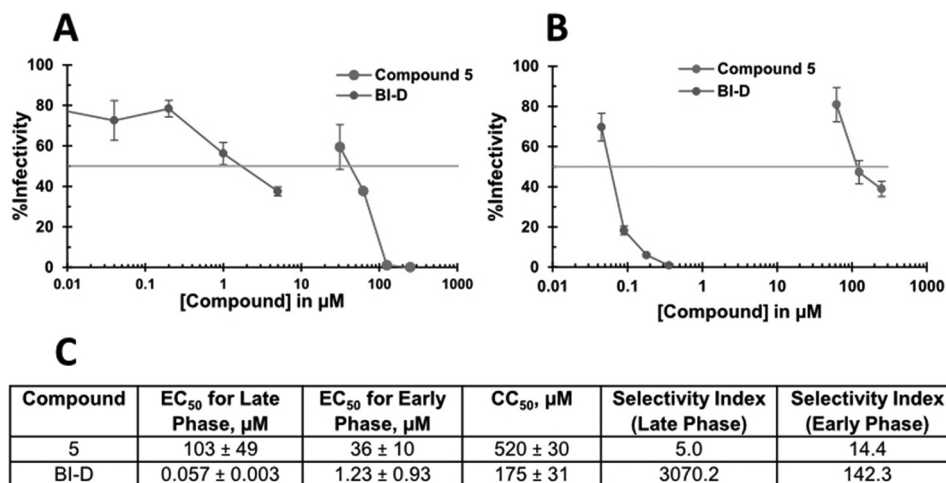 A
B
100
80
60
40
20
0
%Infectivity
Compound 5
BI-D
0.01 0.1 1 10 100 1000
[Compound] in µM
100
80
60
40
20
0
%Infectivity
Compound 5
BI-D
0.01 0.1 1 10 100 1000
[Compound] in µM
C
Compound EC50 for Late Phase, µM EC50 for Early Phase, µM CC50, µM Selectivity Index (Late Phase) Selectivity Index (Early Phase)
5 103 ± 49 36 ± 10 520 ± 30 5.0 14.4
BI-D 0.057 ± 0.003 1.23 ± 0.93 175 ± 31 3070.2 142.3